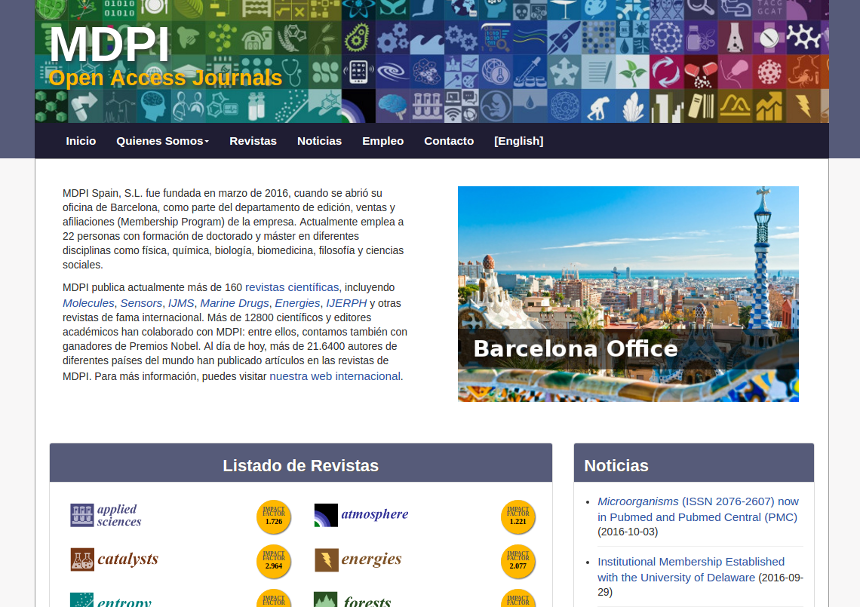 MDPI
Open Access Journals
Inicio Quienes Somos Revistas Noticias Empleo Contacto [English]
MDPI Spain, S.L. fue fundada en marzo de 2016, cuando se abrió su
oficina de Barcelona, como parte del departamento de edición, ventas y
afiliaciones (Membership Program) de la empresa. Actualmente emplea a
22 personas con formación de doctorado y máster en diferentes
disciplinas como física, química, biología, biomedicina, filosofía y ciencias
sociales.
MDPI publica actualmente más de 160 revistas científicas, incluyendo
Molecules, Sensors, IJMS, Marine Drugs, Energies, IJERPH y otras
revistas de fama internacional. Más de 12800 científicos y editores
académicos han colaborado con MDPI: entre ellos, contamos también con
ganadores de Premios Nobel. Al día de hoy, más de 21.6400 autores de
diferentes países del mundo han publicado artículos en las revistas de
MDPI. Para más información, puedes visitar nuestra web internacional.
Barcelona Office
Listado de Revistas
applied
sciences
IMPACT
FACTOR
1.726
atmosphere
IMPACT
FACTOR
1.221
catalysts
IMPACT
FACTOR
2.964
energies
IMPACT
FACTOR
2.077
entropy
IMPACT
FACTOR
forests
IMPACT
FACTOR
Noticias
Microorganisms (ISSN 2076-2607) now
in Pubmed and Pubmed Central (PMC)
(2016-10-03)
Institutional Membership Established
with the University of Delaware (2016-09-
29)